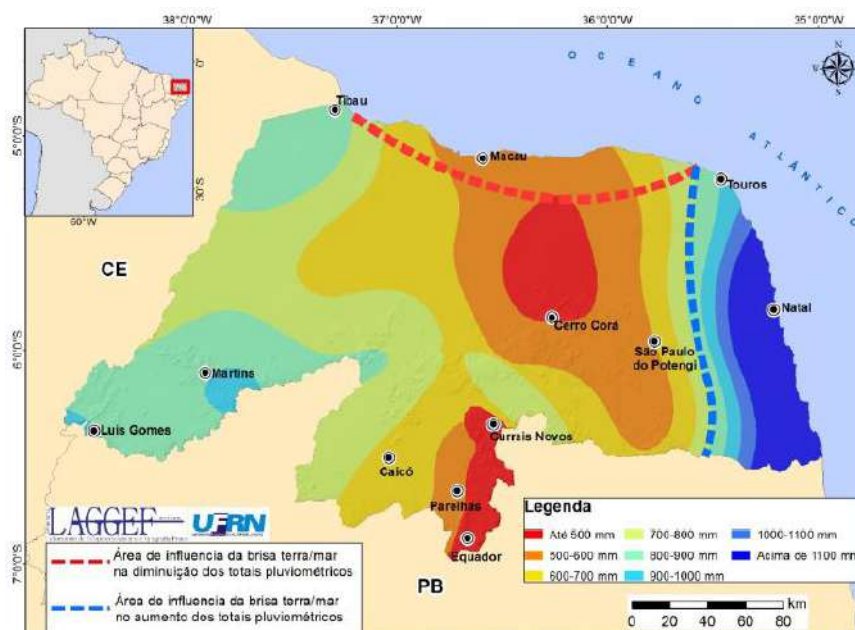 38°0'0"W
37°0'0"W
36°0'0"W
35°0'0"W
0°
30°S
60°W
5°0'0"S
6°0'0"S
7°0'0"S
N
S
W
E
OCEANO
ATLÂNTICO
Tibau
Macau
Touros
CE
Natal
Cerro Corá
São Paulo
do Potengi
Martins
Luis Gomes
Currais Novos
Caicó
Parelhas
Equador
PB
LAGGEF
UFRN
Área de influencia da brisa terra/mar
na diminuição dos totais pluviométricos
Área de influencia da brisa terra/mar
no aumento dos totais pluviométricos
Legenda
Até 500 mm
500-600 mm
600-700 mm
700-800 mm
800-900 mm
900-1000 mm
1000-1100 mm
Acima de 1100 mm
km
0 20 40 60 80